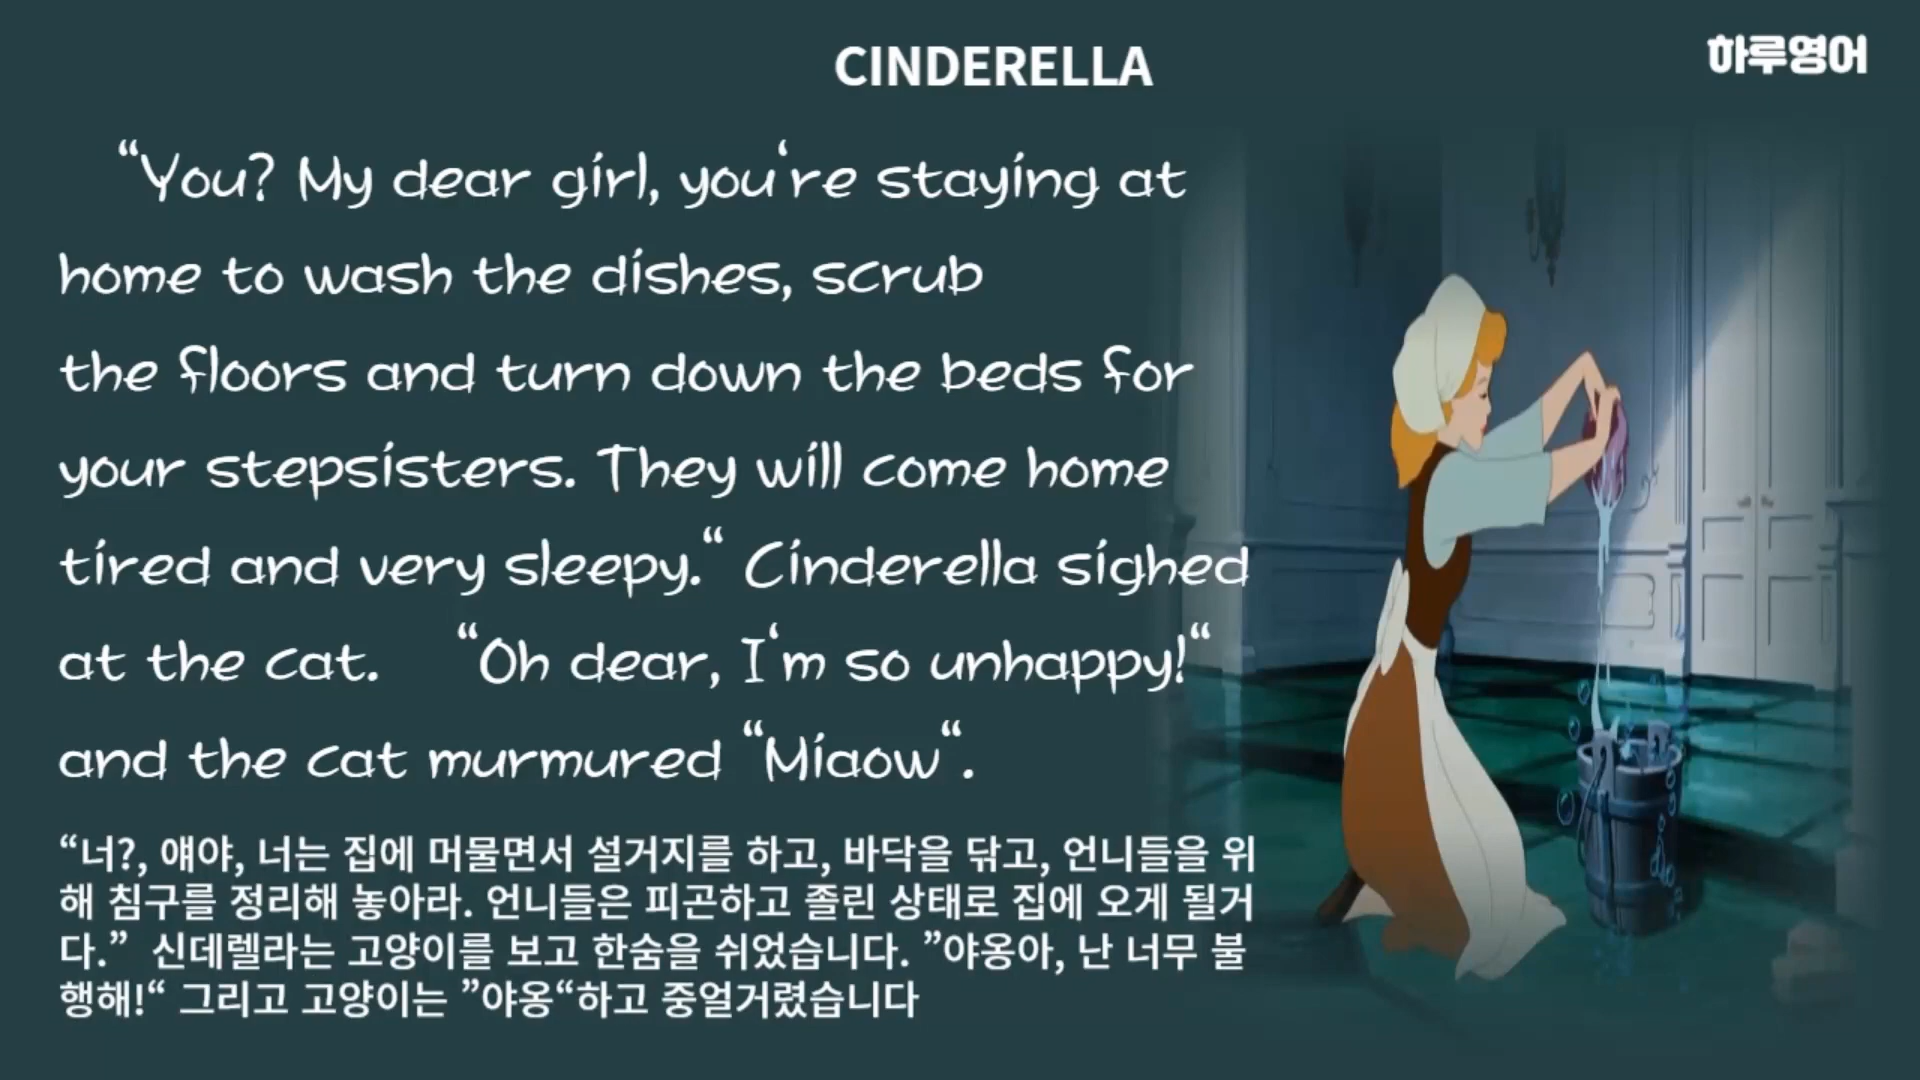 CINDERELLA
하루영어
“You? My dear girl, you‘re staying at
home to wash the dishes, scrub
the floors and turn down the beds for
your stepsisters. They will come home
tired and very sleepy.“ Cinderella sighed
at the cat. “Oh dear, I‘m so unhappy!“
and the cat murmured “Miaow“.
“너?, 얘야, 너는 집에 머물면서 설거지를 하고, 바닥을 닦고, 언니들을 위
해 침구를 정리해 놓아라. 언니들은 피곤하고 졸린 상태로 집에 오게 될거
다.” 신데렐라는 고양이를 보고 한숨을 쉬었습니다. ”야옹아, 난 너무 불
행해!“ 그리고 고양이는 ”야옹“하고 중얼거렸습니다